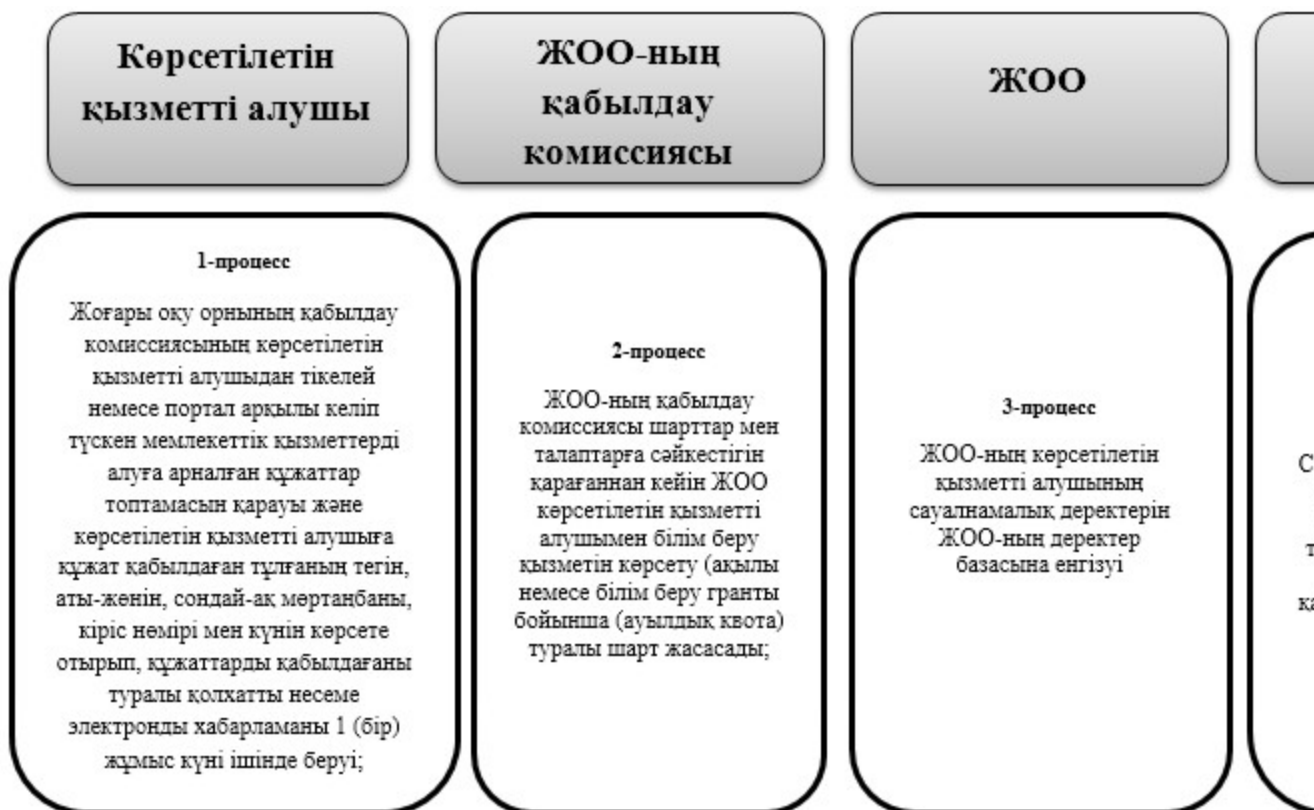 Көрсетілетін
қызметті алушы
ЖОО-ның
қабылдау
комиссиясы
ЖОО
1-процесс
Жоғары оқу орнының қабылдау
комиссиясының көрсетілетін
қызметті алушыдан тікелей
немесе портал арқылы келіп
түскен мемлекеттік қызметтерді
алуға арналған құжаттар
топтамасын қарауы және
көрсетілетін қызметті алушыға
құжат қабылдаған тұлғаның тегін,
аты-жөнін, сондай-ақ мөртаңбаны,
кіріс нөмірі мен күнін көрсете
отырып, құжаттарды қабылдағаны
туралы қолхатты несеме
электронды хабарламаны 1 (бір)
жұмыс күні ішінде беруі;
2-процесс
ЖОО-ның қабылдау
комиссиясы шарттар мен
талаптарға сәйкестігін
қарағаннан кейін ЖОО
көрсетілетін қызметті
алушымен білім беру
қызметін көрсету (ақылы
немесе білім беру гранты
бойынша (ауылдық квота)
туралы шарт жасасады;
3-процесс
ЖОО-ның көрсетілетін
қызметті алушының
сауалнамалық деректерін
ЖОО-ның деректер
базасына енгізуі